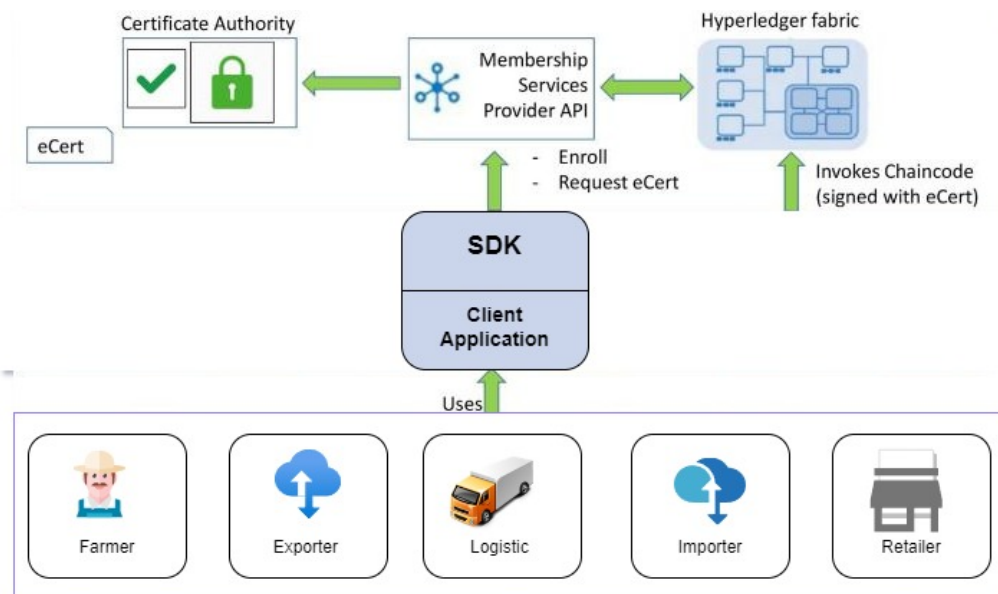 Certificate Authority
Hyperledger fabric
Membership
Services
Provider API
eCert
- Enroll
- Request eCert
Invokes Chaincode
(signed with eCert)
SDK
Client
Application
Uses
Farmer
Exporter
Logistic
Importer
Retailer